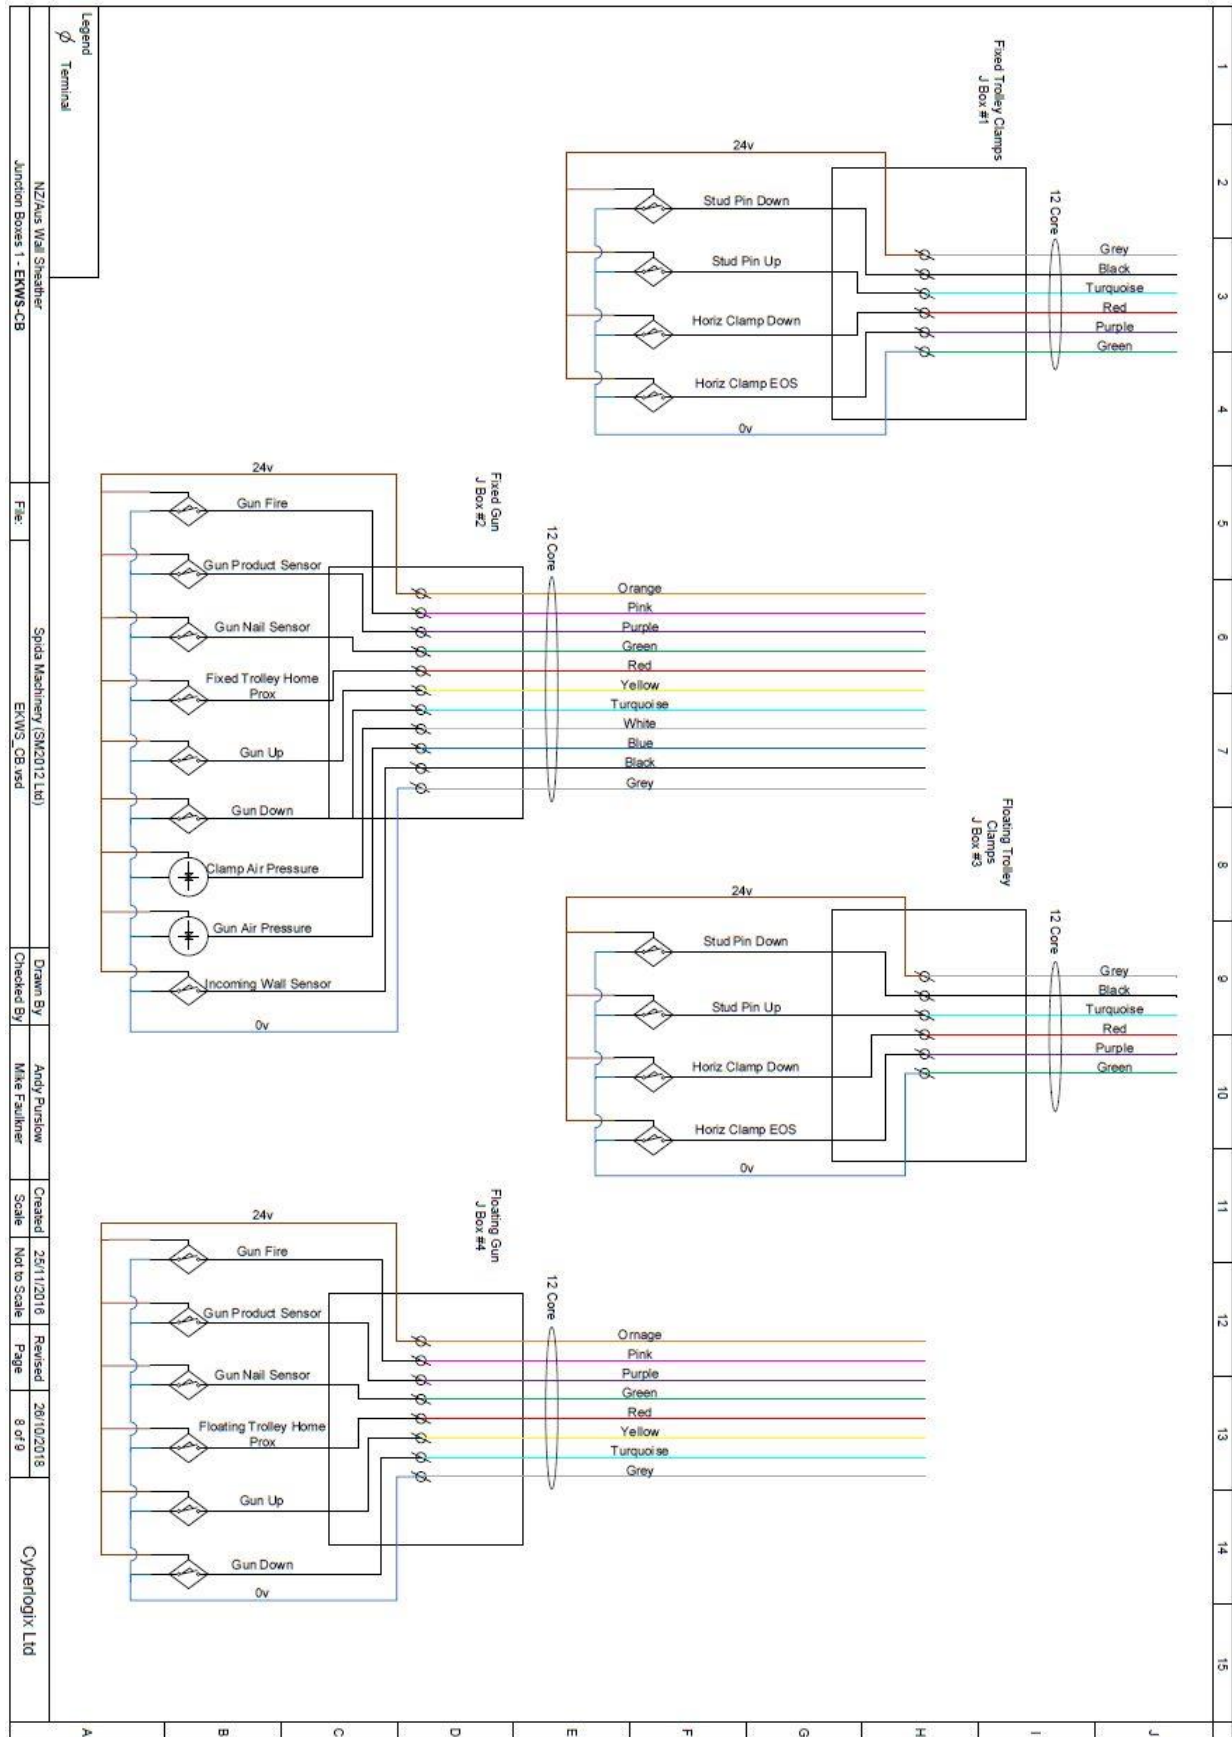 1
2
3
4
5
6
7
8
9
10
11
12
13
14
15
A
B
C
D
E
F
G
H
I
J
Fixed Trolley Clamps
J Box #1
24v
Stud Pin Down
Stud Pin Up
Horiz Clamp Down
Horiz Clamp EOS
0v
12 Core
Grey
Black
Turquoise
Red
Purple
Green
Fixed Gun
J Box #2
24v
Gun Fire
Gun Product Sensor
Gun Nail Sensor
Fixed Trolley Home
Prox
Gun Up
Gun Down
Clamp Air Pressure
Gun Air Pressure
Incoming Wall Sensor
0v
12 Core
Orange
Pink
Purple
Green
Red
Yellow
Turquoise
White
Blue
Black
Grey
Floating Trolley
Clamps
J Box #3
24v
Stud Pin Down
Stud Pin Up
Horiz Clamp Down
Horiz Clamp EOS
0v
12 Core
Grey
Black
Turquoise
Red
Purple
Green
Floating Gun
J Box #4
24v
Gun Fire
Gun Product Sensor
Gun Nail Sensor
Floating Trolley Home
Prox
Gun Up
Gun Down
0v
12 Core
Ornage
Pink
Purple
Green
Red
Yellow
Turquoise
Grey
Legend
Terminal
NZ/Aus Wall Sheather
Junction Boxes 1 - EKWS-CB
Spida Machinery (SM2012 Ltd)
File:
EKWS_CB.vsd
Drawn By
Andy Purslow
Checked By
Mike Faulkner
Created
25/11/2016
Revised
26/10/2018
Scale
Not to Scale
Page
8 of 9
Cyberlogix Ltd